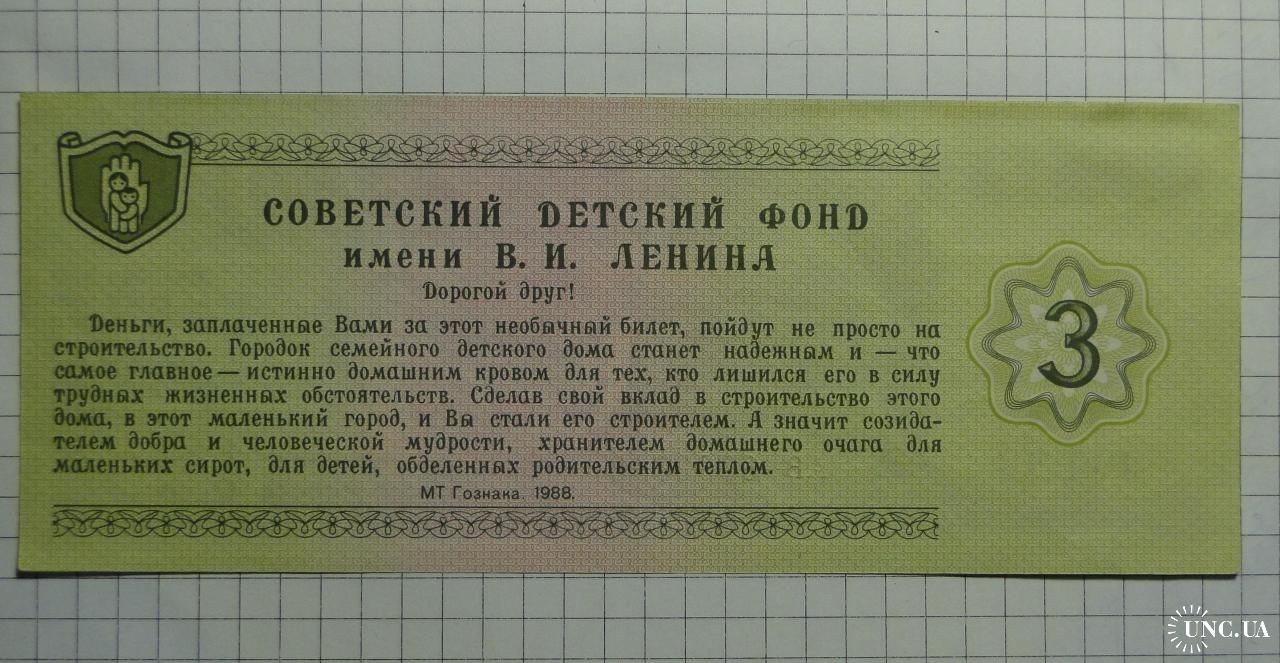 СОВЕТСКИЙ ДЕТСКИЙ ФОНД
имени В. И. ЛЕНИНА
Дорогой друг!
Деньги, заплаченные Вами за этот необычный билет, пойдут не просто на
строительство. Городок семейного детского дома станет надежным и — что
самое главное — истинно домашним кровом для тех, кто лишился его в силу
трудных жизненных обстоятельств. Сделав свой вклад в строительство этого
дома, в этот маленький город, и Вы стали его строителем. А значит созида-
телем добра и человеческой мудрости, хранителем домашнего очага для
маленьких сирот, для детей, обделенных родительским теплом.
МТ Гознака. 1988.
3
UNC.UA